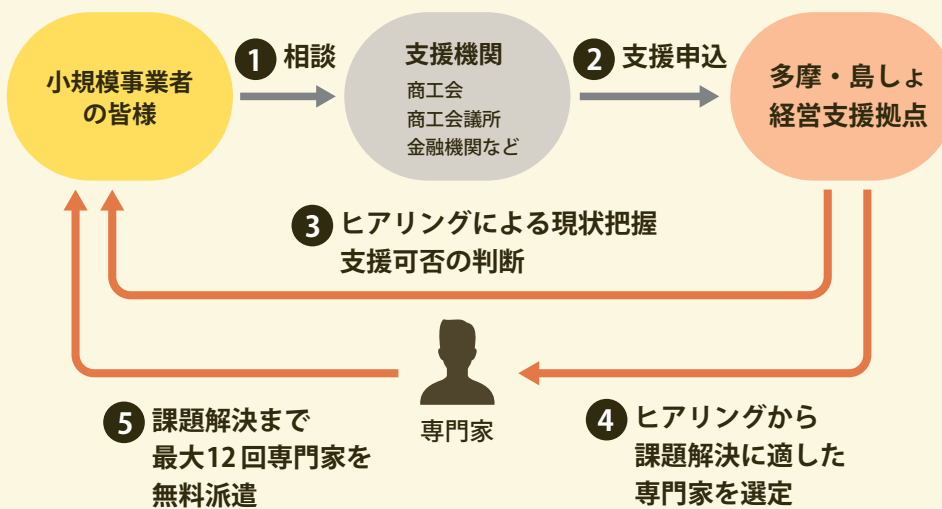 小規模事業者
の皆様
1 相談
支援機関
商工会
商工会議所
金融機関など
2 支援申込
多摩・島しょ
経営支援拠点
3 ヒアリングによる現状把握
支援可否の判断
専門家
4 ヒアリングから
課題解決に適した
専門家を選定
5 課題解決まで
最大12回専門家を
無料派遣